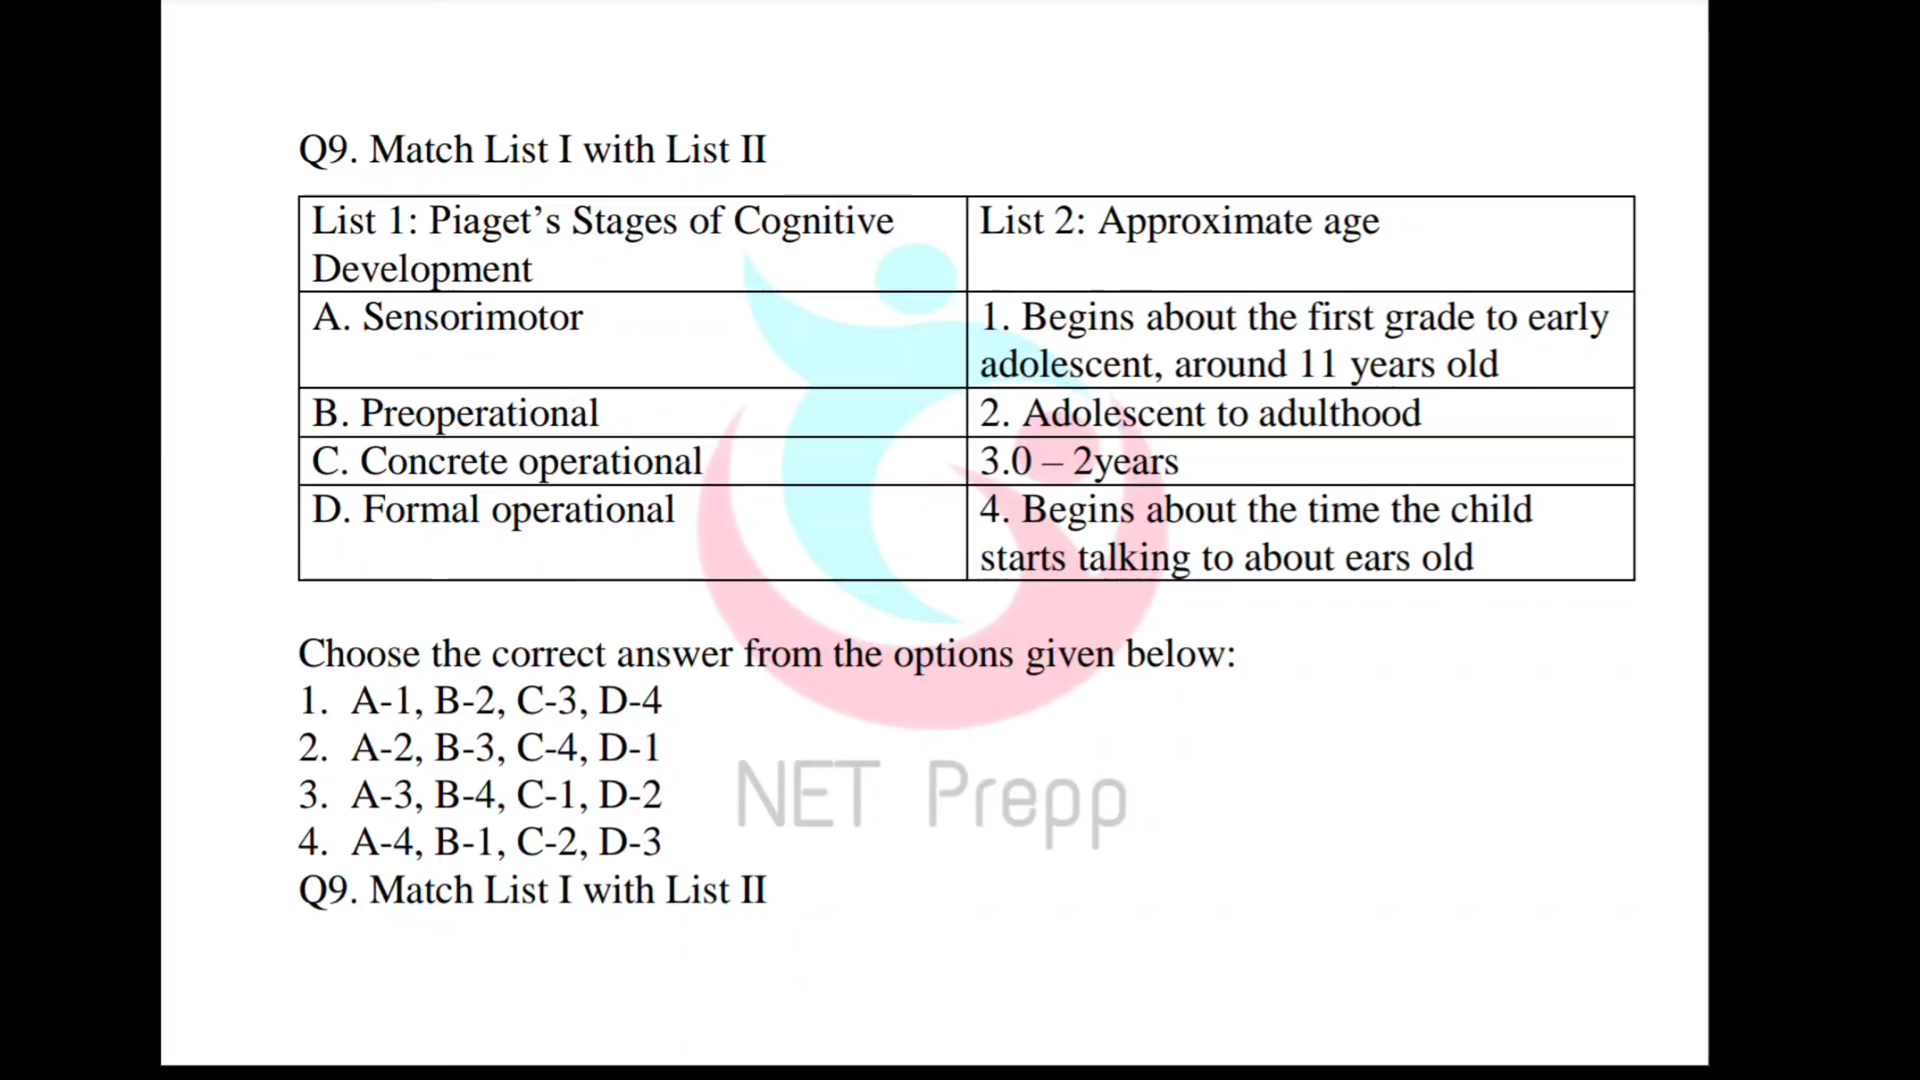 Q9. Match List I with List II
List 1: Piaget’s Stages of Cognitive
Development
List 2: Approximate age
A. Sensorimotor
1. Begins about the first grade to early
adolescent, around 11 years old
B. Preoperational
2. Adolescent to adulthood
C. Concrete operational
3.0 – 2years
D. Formal operational
4. Begins about the time the child
starts talking to about ears old
Choose the correct answer from the options given below:
1. A-1, B-2, C-3, D-4
2. A-2, B-3, C-4, D-1
3. A-3, B-4, C-1, D-2
4. A-4, B-1, C-2, D-3
Q9. Match List I with List II
NET Prepp